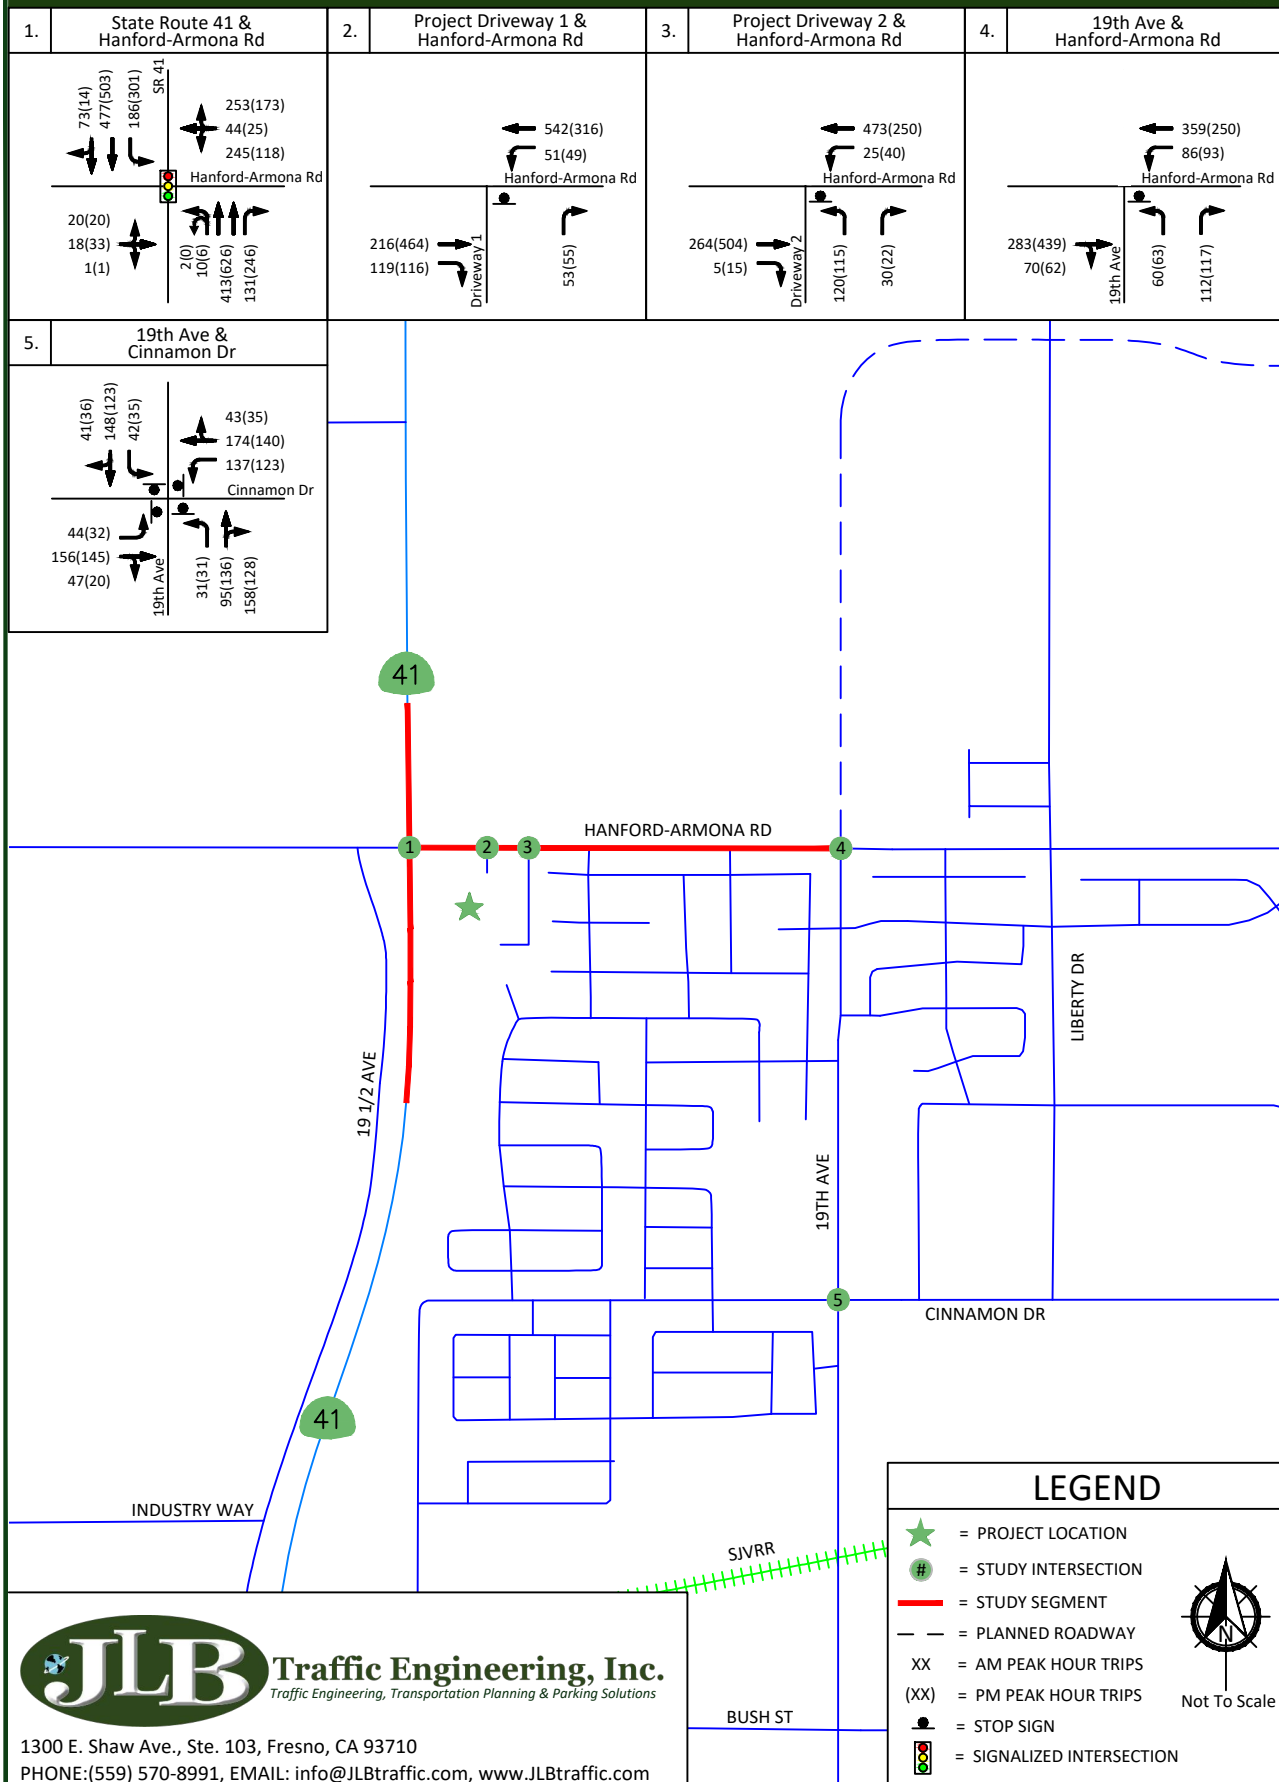 1.
State Route 41 &
Hanford-Armona Rd
73(14)
477(503)
186(301)
SR 41
253(173)
44(25)
245(118)
Hanford-Armona Rd
20(20)
18(33)
1(1)
2(0)
10(6)
413(626)
131(246)
2.
Project Driveway 1 &
Hanford-Armona Rd
542(316)
51(49)
Hanford-Armona Rd
216(464)
119(116)
Driveway 1
53(55)
3.
Project Driveway 2 &
Hanford-Armona Rd
473(250)
25(40)
Hanford-Armona Rd
264(504)
5(15)
Driveway 2
120(115)
30(22)
4.
19th Ave &
Hanford-Armona Rd
359(250)
86(93)
Hanford-Armona Rd
283(439)
70(62)
19th Ave
60(63)
112(117)
5.
19th Ave &
Cinnamon Dr
41(36)
148(123)
42(35)
43(35)
174(140)
137(123)
Cinnamon Dr
44(32)
156(145)
47(20)
19th Ave
31(31)
95(136)
158(128)
41
HANFORD-ARMONA RD
1
2
3
4
19 1/2 AVE
19TH AVE
LIBERTY DR
5
CINNAMON DR
41
INDUSTRY WAY
SJVRR
BUSH ST
LEGEND
= PROJECT LOCATION
# = STUDY INTERSECTION
= STUDY SEGMENT
= PLANNED ROADWAY
XX = AM PEAK HOUR TRIPS
(XX) = PM PEAK HOUR TRIPS
= STOP SIGN
= SIGNALIZED INTERSECTION
N
Not To Scale
JLB
Traffic Engineering, Inc.
Traffic Engineering, Transportation Planning & Parking Solutions
1300 E. Shaw Ave., Ste. 103, Fresno, CA 93710
PHONE:(559) 570-8991, EMAIL: info@JLBtraffic.com, www.JLBtraffic.com